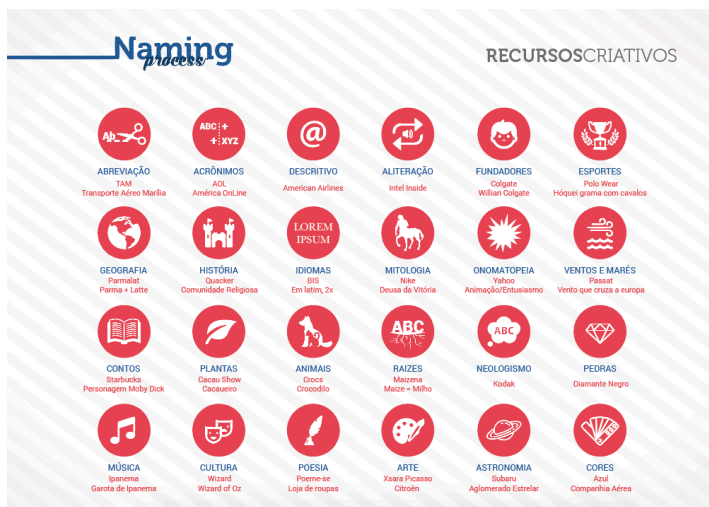 Naming
process
RECURSOSCRIATIVOS
Ab
ABC +
+ XYZ
@
1
ABREVIAÇÃO
TAM
Transporte Aéreo Marília
ACRÔNIMOS
AOL
América OnLine
DESCRITIVO
American Airlines
ALITERAÇÃO
Intel Inside
FUNDADORES
Colgate
Willian Colgate
ESPORTES
Polo Wear
Hóquei grama com cavalos
LOREM
IPSUM
GEOGRAFIA
Parmalat
Parma + Latte
HISTÓRIA
Quacker
Comunidade Religiosa
IDIOMAS
BIS
Em latim, 2x
MITOLOGIA
Nike
Deusa da Vitória
ONOMATOPEIA
Yahoo
Animação/Entusiasmo
VENTOS E MARÉS
Passat
Vento que cruza a europa
ABC
ABC
CONTOS
Starbucks
Personagem Moby Dick
PLANTAS
Cacau Show
Cacaueiro
ANIMAIS
Crocs
Crocodilo
RAIZES
Maizena
Maize = Milho
NEOLOGISMO
Kodak
PEDRAS
Diamante Negro
MÚSICA
Ipanema
Garota de Ipanema
CULTURA
Wizard
Wizard of Oz
POESIA
Poeme-se
Loja de roupas
ARTE
Xsara Picasso
Citroën
ASTRONOMIA
Subaru
Aglomerado Estrelar
CORES
Azul
Companhia Aérea